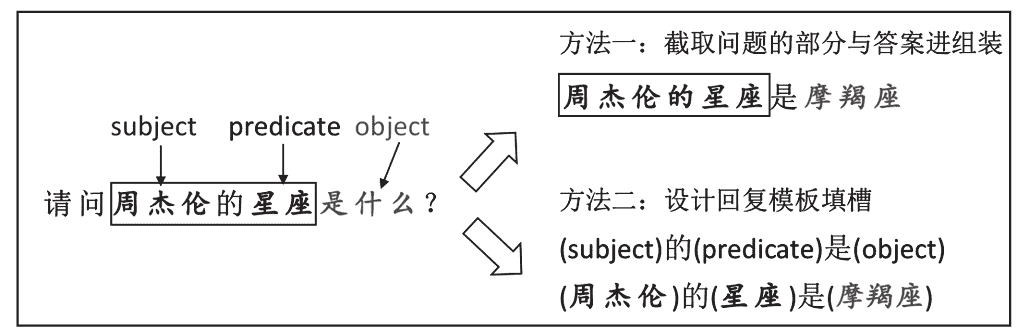 subject predicate object
请问周杰伦的星座是什么？
方法一：截取问题的部分与答案进组装
周杰伦的星座是摩羯座
方法二：设计回复模板填槽
(subject)的(predicate)是(object)
(周杰伦)的(星座)是(摩羯座)